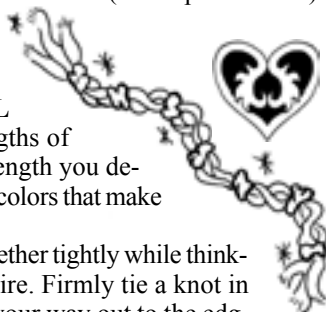 L
gths of
ength you de-
colors that make
ether tightly while think-
ire. Firmly tie a knot in
your way out to the edg